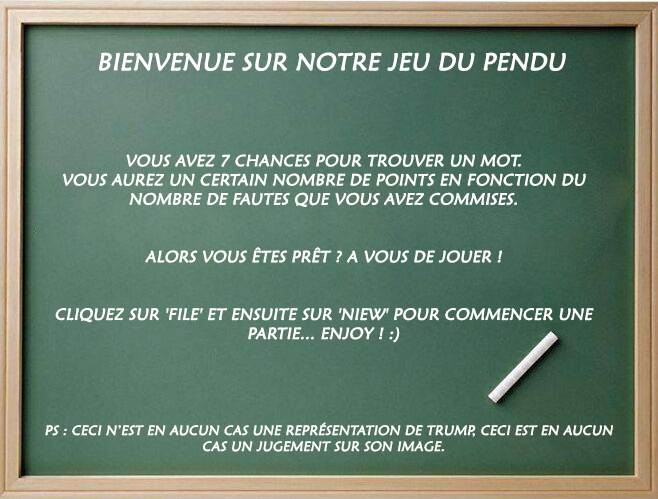 BIENVENUE SUR NOTRE JEU DU PENDU
VOUS AVEZ 7 CHANCES POUR TROUVER UN MOT.
VOUS AUREZ UN CERTAIN NOMBRE DE POINTS EN FONCTION DU
NOMBRE DE FAUTES QUE VOUS AVEZ COMMISES.
ALORS VOUS ÊTES PRÊT ? A VOUS DE JOUER !
CLIQUEZ SUR 'FILE' ET ENSUITE SUR 'NIEW' POUR COMMENCER UNE
PARTIE... ENJOY ! :)
PS : CECI N'EST EN AUCUN CAS UNE REPRÉSENTATION DE TRUMP, CECI EST EN AUCUN
CAS UN JUGEMENT SUR SON IMAGE.